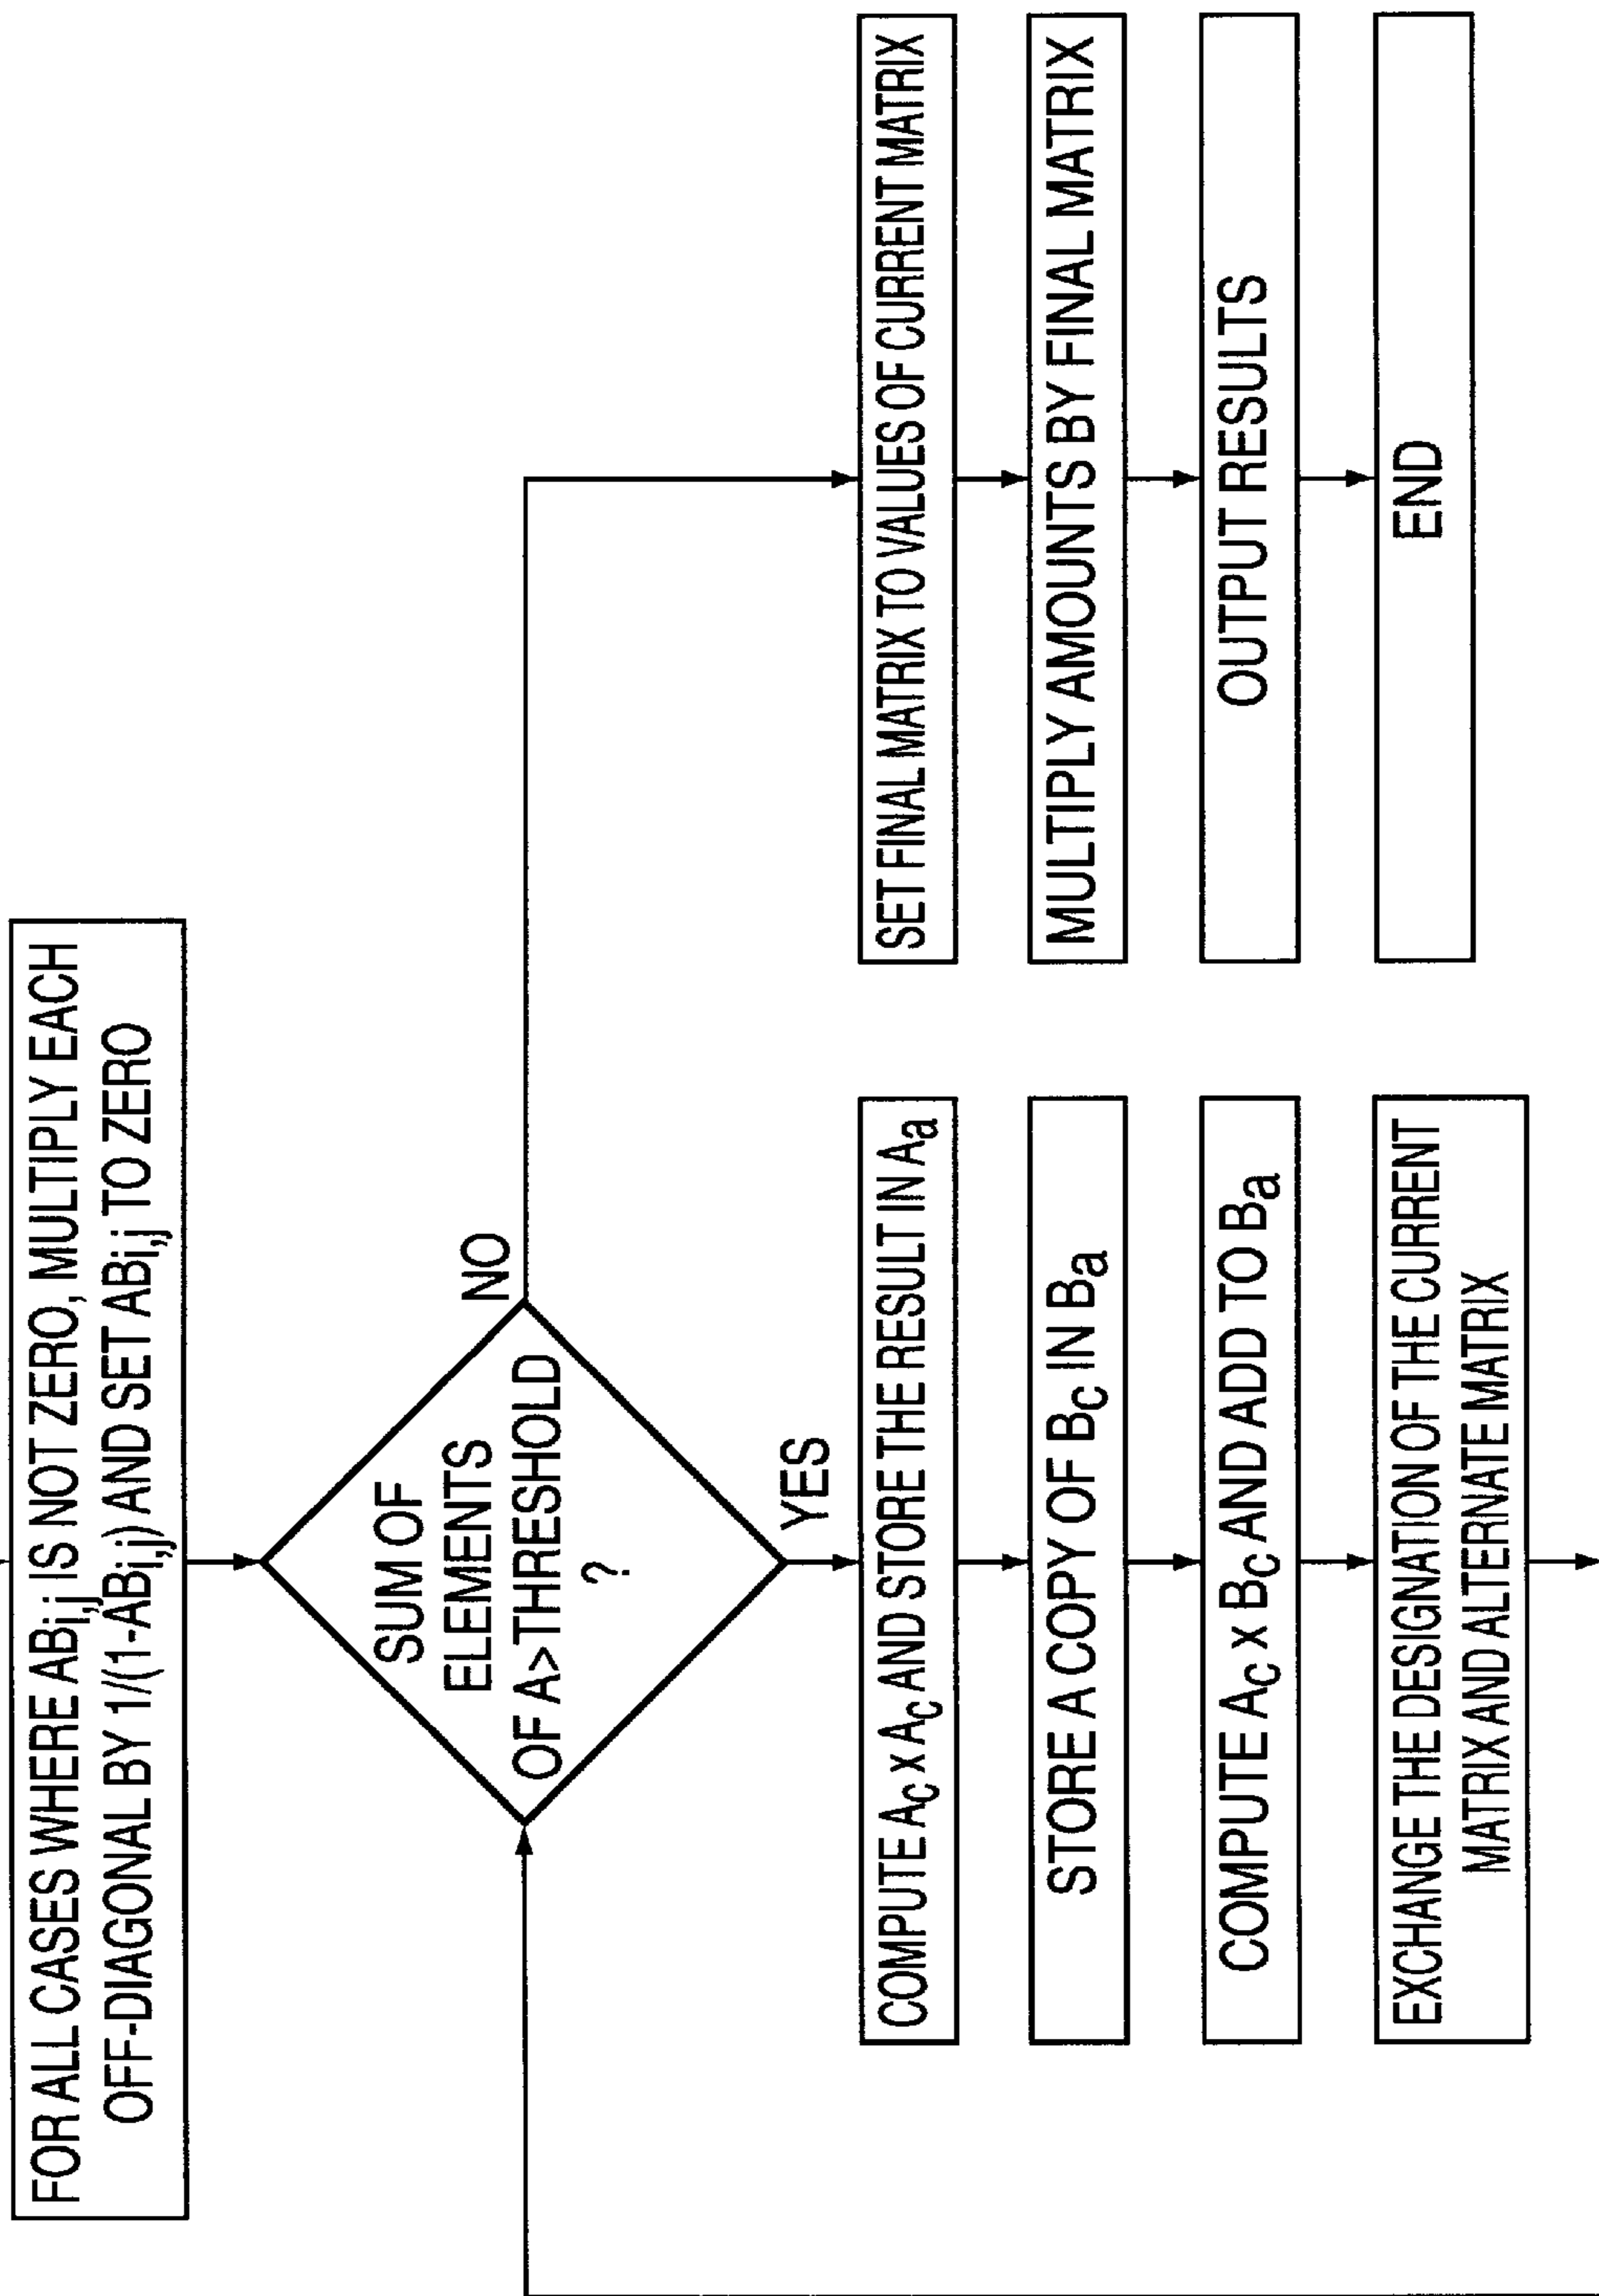 FOR ALL CASES WHERE ABi,j IS NOT ZERO, MULTIPLY EACH
OFF-DIAGONAL BY 1/(1-ABi,j) AND SET ABi,j TO ZERO
SUM OF
ELEMENTS
OF A>THRESHOLD
?
NO
YES
COMPUTE Ac x Ac AND STORE THE RESULT IN Aa
STORE A COPY OF Bc IN Ba
COMPUTE Ac x Bc AND ADD TO Ba
EXCHANGE THE DESIGNATION OF THE CURRENT
MATRIX AND ALTERNATE MATRIX
SET FINAL MATRIX TO VALUES OF CURRENT MATRIX
MULTIPLY AMOUNTS BY FINAL MATRIX
OUTPUT RESULTS
END